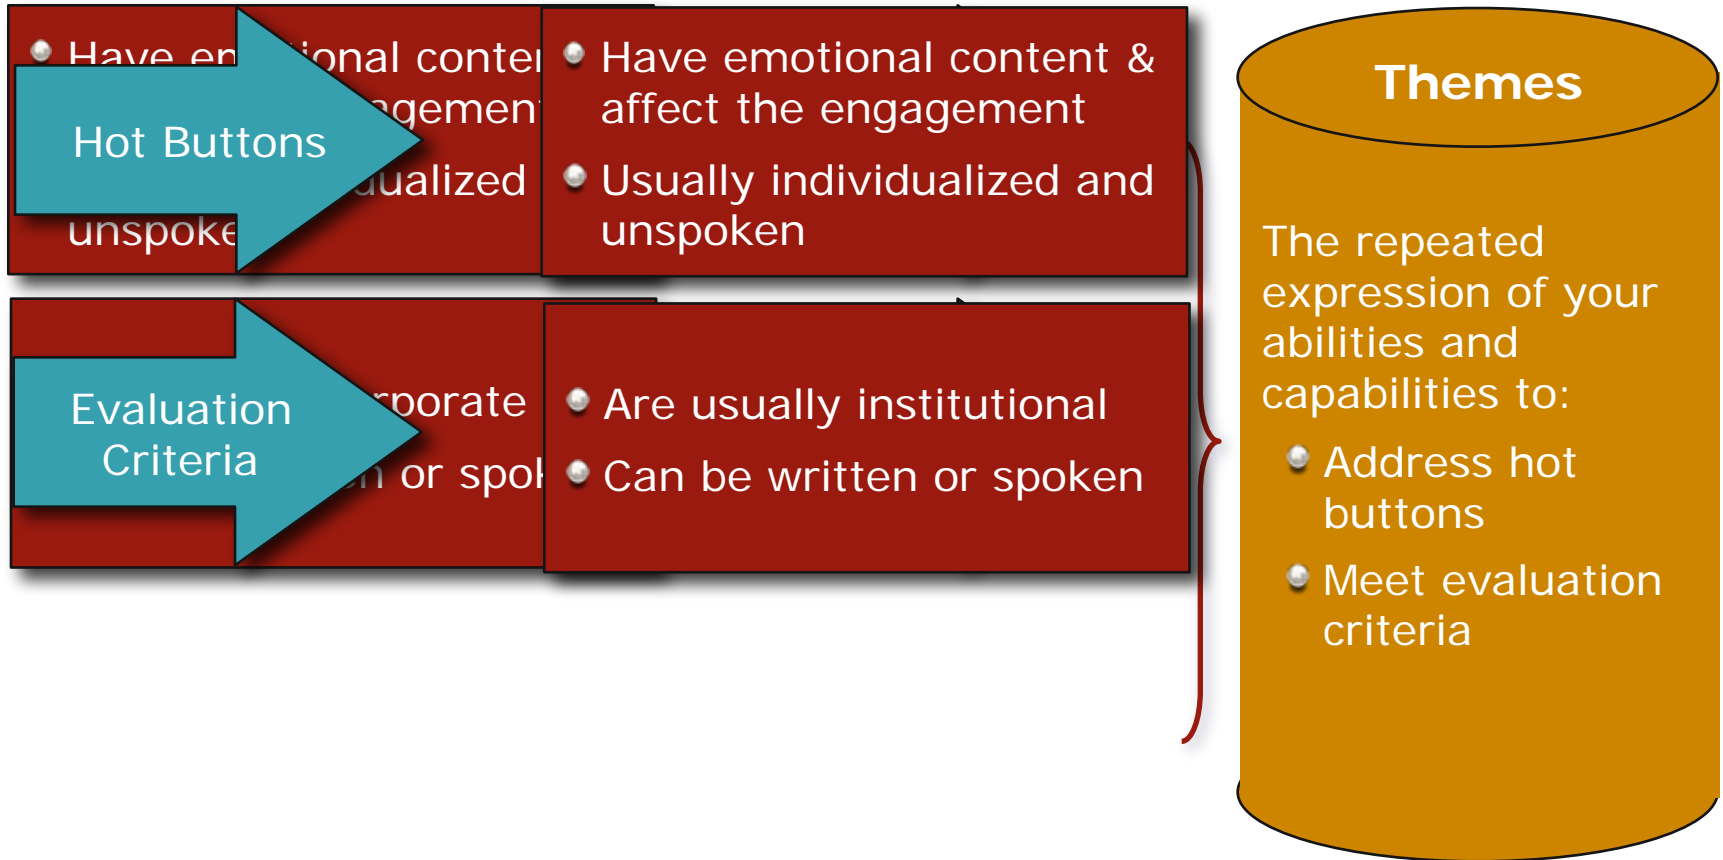 Hot Buttons
Have emotional content &
affect the engagement
Usually individualized and
unspoken
Evaluation
Criteria
or spok
Are usually institutional
Can be written or spoken
Themes
The repeated
expression of your
abilities and
capabilities to:
Address hot
buttons
Meet evaluation
criteria